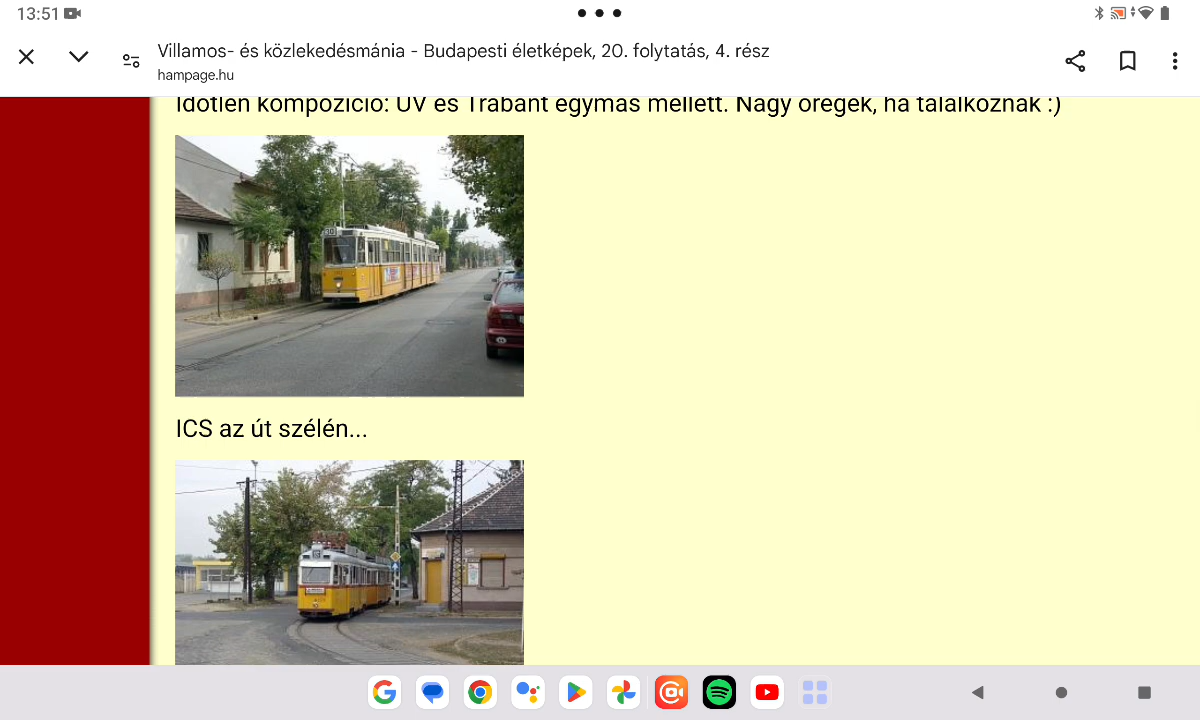 13:51
Villamos- és közlekedésmánia - Budapesti életképek, 20. folytatás, 4. rész
hampage.hu
Időtlen kompozíció: UV és Trabant egymás mellett. Nagy öregek, ha találkoznak :)
30
ICS az út szélén...